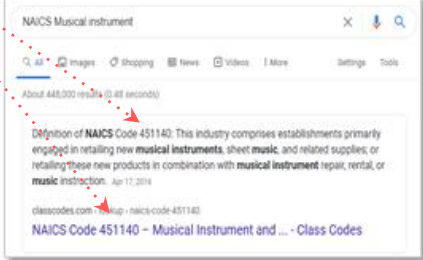 NAICS Musical instrument
All Images Shopping News Videos More Settings Tools
About 448,000 results (0.48 seconds)
Definition of NAICS Code 451140: This industry comprises establishments primarily
engaged in retailing new musical instruments, sheet music, and related supplies; or
retailing these new products in combination with musical instrument repair, rental, or
music instruction. Apr 17, 2016
classcodes.com › lookup › naics-code-451140
NAICS Code 451140 – Musical Instrument and ... - Class Codes